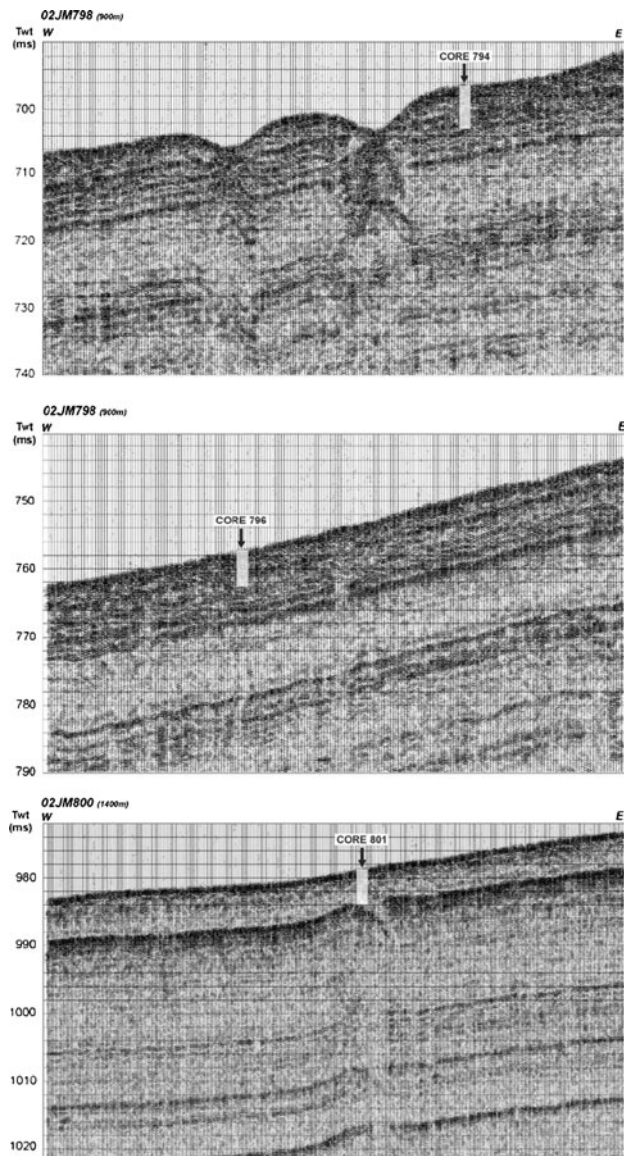 02JM798 (900m)
Twt W E
(ms)
CORE 794
700
710
720
730
740
02JM798 (900m)
Twt W E
(ms)
750
CORE 796
760
770
780
790
02JM800 (1400m)
Twt W E
(ms)
CORE 801
980
990
1000
1010
1020